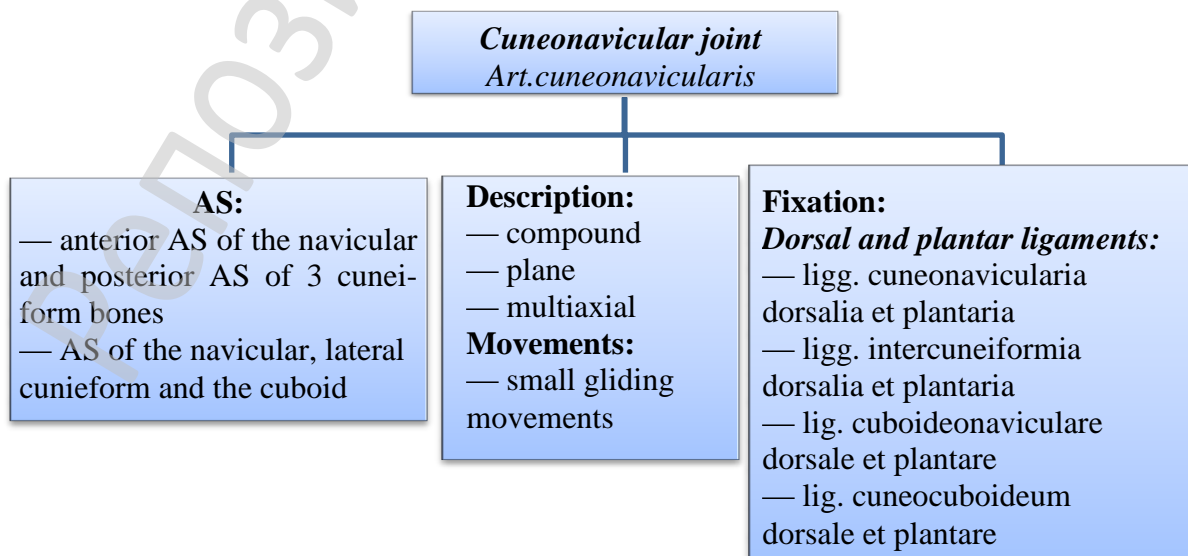 Cuneonavicular joint
Art.cuneonavicularis
AS:
— anterior AS of the navicular
and posterior AS of 3 cunei-
form bones
— AS of the navicular, lateral
cunieform and the cuboid
Description:
— compound
— plane
— multiaxial
Movements:
— small gliding
movements
Fixation:
Dorsal and plantar ligaments:
— ligg. cuneonavicularia
dorsalia et plantaria
— ligg. intercuneiformia
dorsalia et plantaria
— lig. cuboideonaviculare
dorsale et plantare
— lig. cuneocuboideum
dorsale et plantare